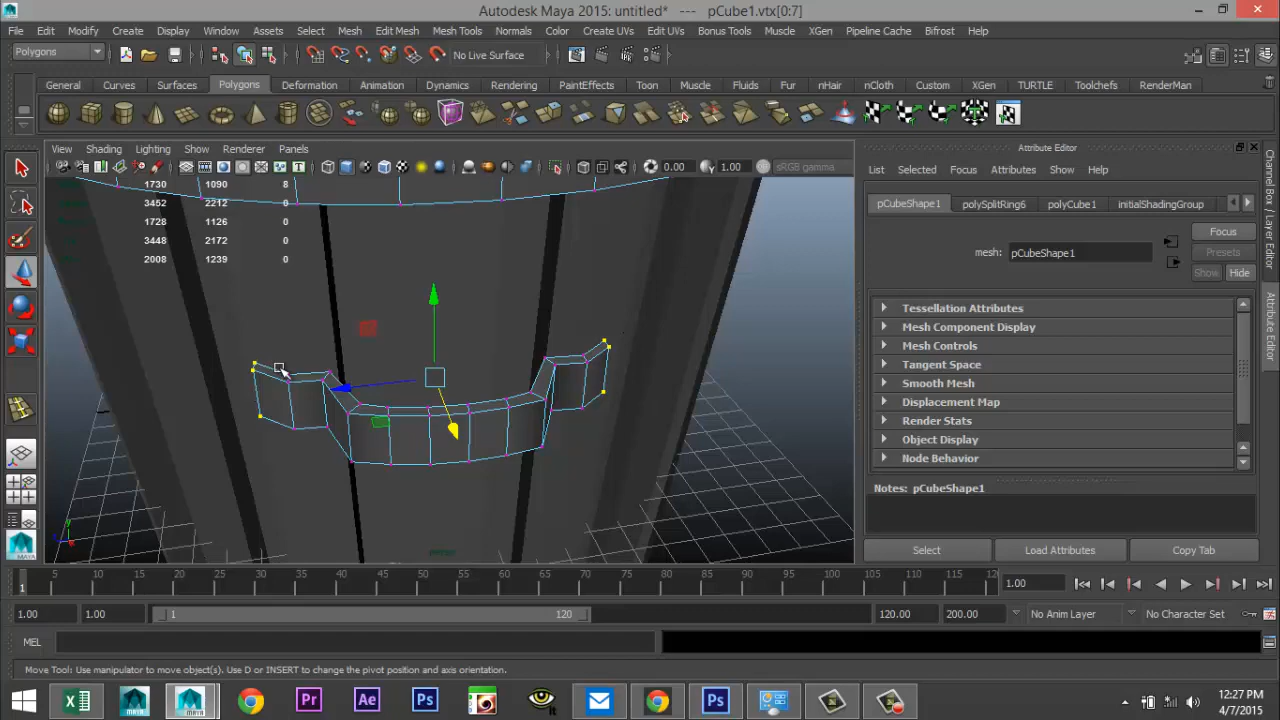 Autodesk Maya 2015: untitled* --- pCube1.vtx[0:7]
File Edit Modify Create Display Window Assets Select Mesh Edit Mesh Mesh Tools Normals Color Create UVs Edit UVs Bonus Tools Muscle XGen Pipeline Cache Bifrost Help
Polygons No Live Surface
General Curves Surfaces Polygons Deformation Animation Dynamics Rendering PaintEffects Toon Muscle Fluids Fur nHair nCloth Custom XGen TURTLE Toolchefs RenderMan
View Shading Lighting Show Renderer Panels
0.00 1.00 sRGB gamma
1730 1090 8
3452 2212 0
1728 1126 0
3448 2172 0
2008 1239 0
persp
Attribute Editor
List Selected Focus Attributes Show Help
pCubeShape1 polySplitRing6 polyCube1 initialShadingGroup
Focus
mesh: pCubeShape1
Presets
Show Hide
Tessellation Attributes
Mesh Component Display
Mesh Controls
Tangent Space
Smooth Mesh
Displacement Map
Render Stats
Object Display
Node Behavior
Notes: pCubeShape1
Select Load Attributes Copy Tab
Channel Box / Layer Editor
Attribute Editor
1 5 10 15 20 25 30 35 40 45 50 55 60 65 70 75 80 85 90 95 100 105 110 115 120 1.00
1.00 1.00 1 120 120.00 200.00 No Anim Layer No Character Set
MEL
Move Tool: Use manipulator to move object(s). Use D or INSERT to change the pivot position and axis orientation.
MAYA
Pr Ae Ps Ps
12:27 PM
4/7/2015